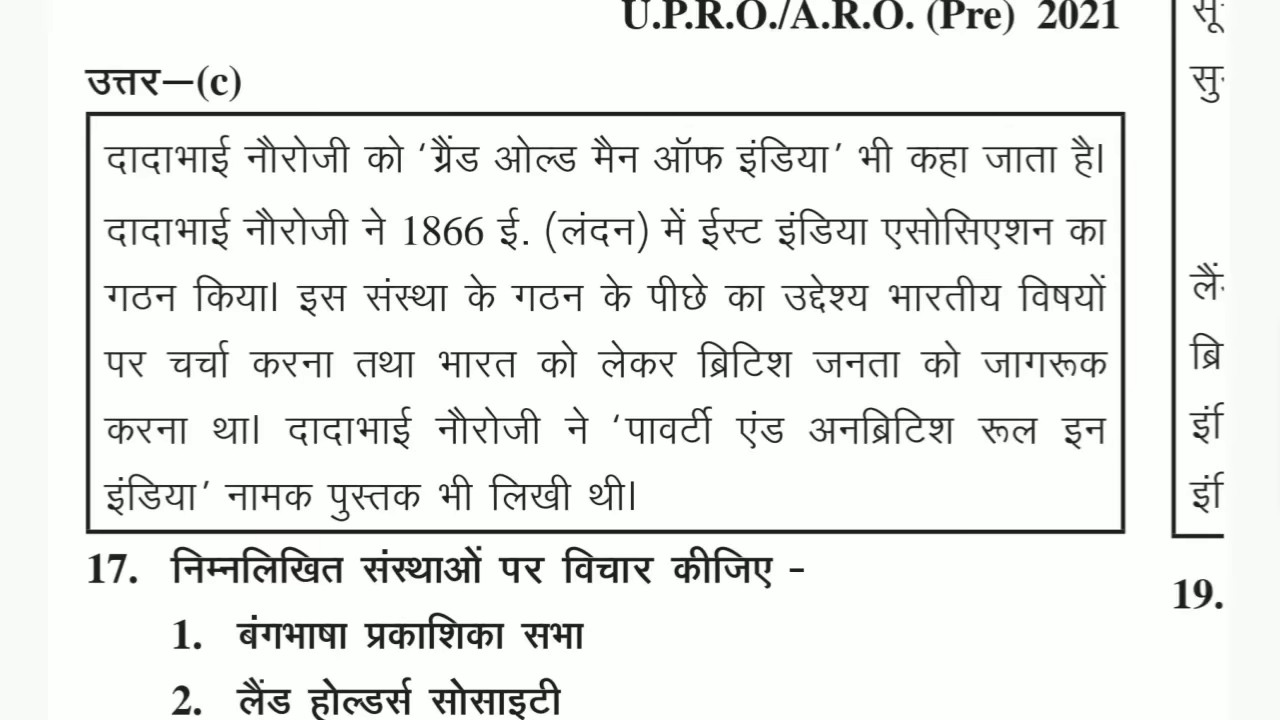 U.P.R.O./A.R.O. (Pre) 2021
उत्तर—(c)
दादाभाई नौरोजी को ‘ग्रैंड ओल्ड मैन ऑफ इंडिया’ भी कहा जाता है।
दादाभाई नौरोजी ने 1866 ई. (लंदन) में ईस्ट इंडिया एसोसिएशन का
गठन किया। इस संस्था के गठन के पीछे का उद्देश्य भारतीय विषयों
पर चर्चा करना तथा भारत को लेकर ब्रिटिश जनता को जागरूक
करना था। दादाभाई नौरोजी ने ‘पावर्टी एंड अनब्रिटिश रूल इन
इंडिया’ नामक पुस्तक भी लिखी थी।
17. निम्नलिखित संस्थाओं पर विचार कीजिए -
1. बंगभाषा प्रकाशिका सभा
2. लैंड होल्डर्स सोसाइटी
19.